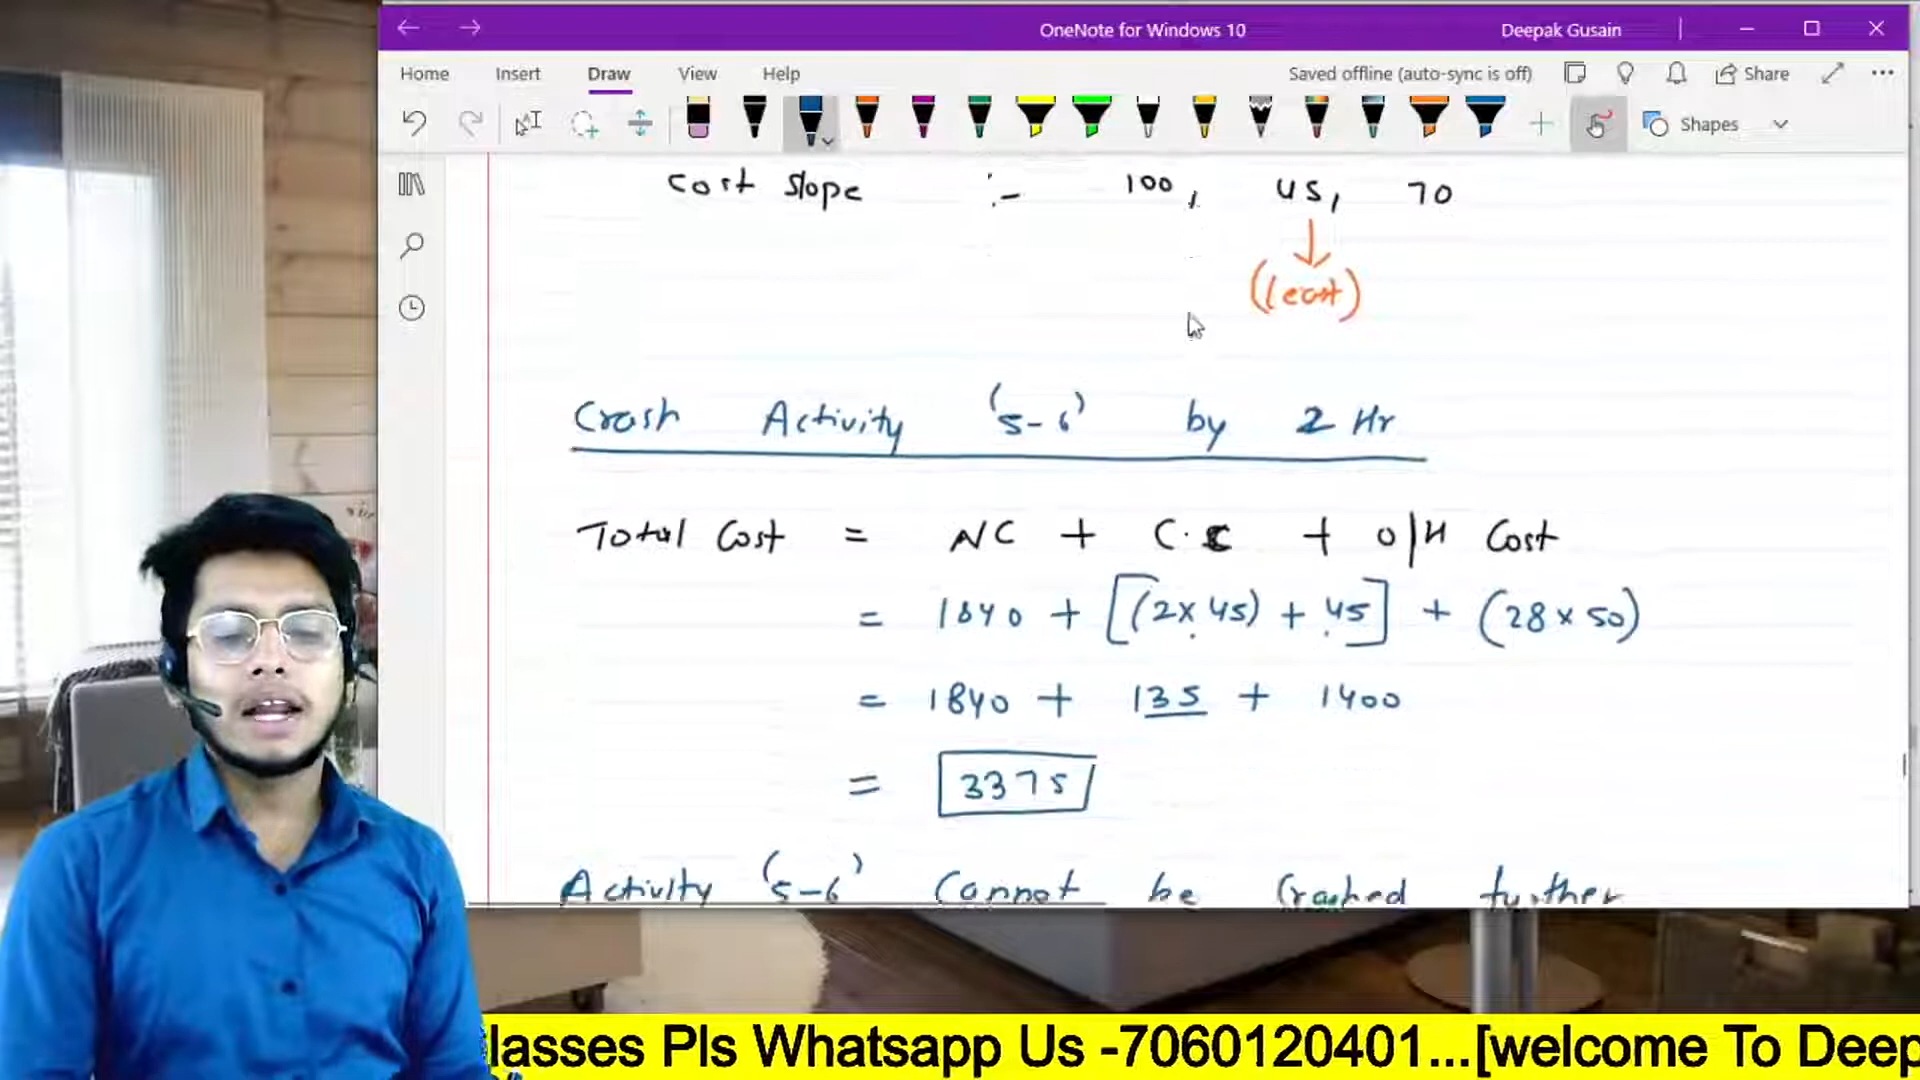 OneNote for Windows 10 Deepak Gusain
Home Insert Draw View Help Saved offline (auto-sync is off) Share
Shapes
Cost Slope :- 100, 45, 70
(least)
Crash Activity '5-6' by 2 Hr
Total Cost = NC + C.C + O/H Cost
= 1840 + [(2x45) + 45] + (28 x 50)
= 1840 + 135 + 1400
= 3375
Activity '5-6' Cannot be Crashed further
lasses Pls Whatsapp Us -7060120401...[welcome To Deep